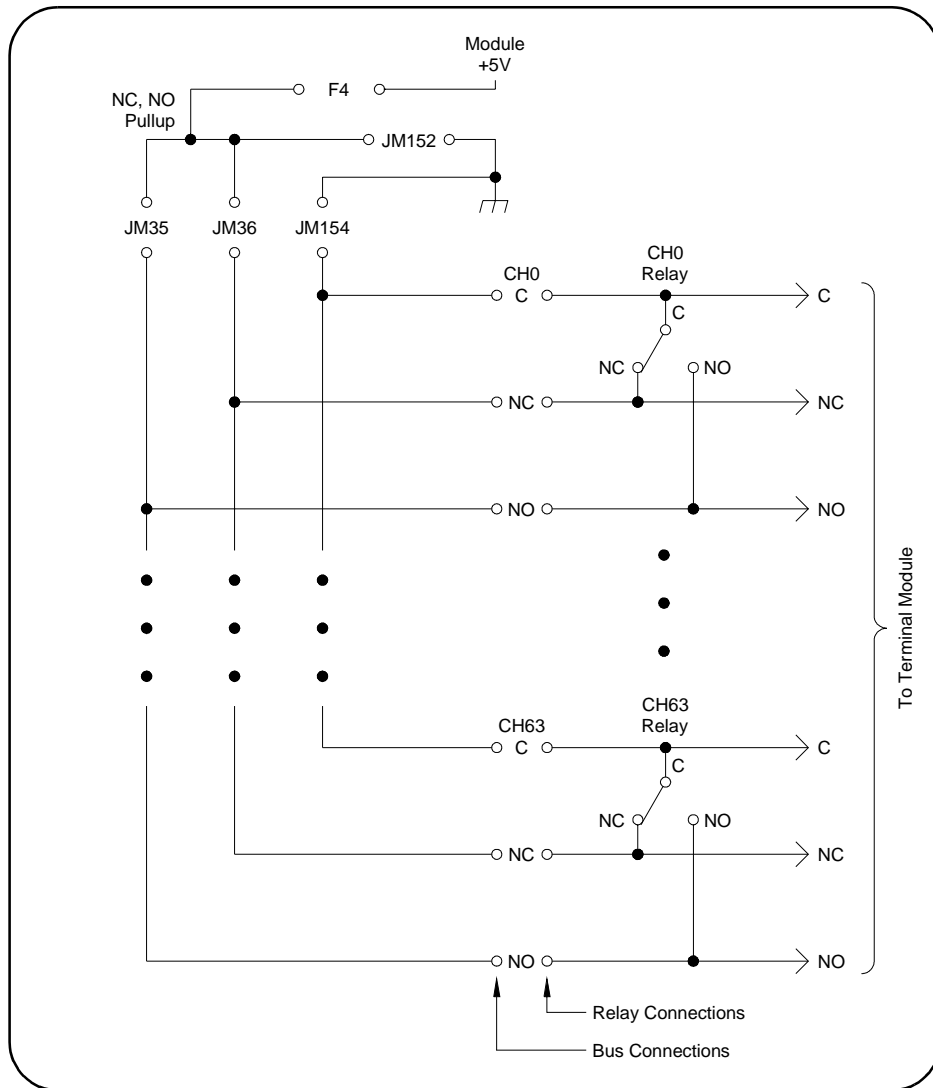 Module
+5V
F4
NC, NO
Pullup
JM152
JM35
JM36
JM154
CH0
C
CH0
Relay
C
C
NC
NO
NC
NC
NO
NO
To Terminal Module
CH63
C
CH63
Relay
C
C
NC
NO
NC
NC
NO
NO
Relay Connections
Bus Connections